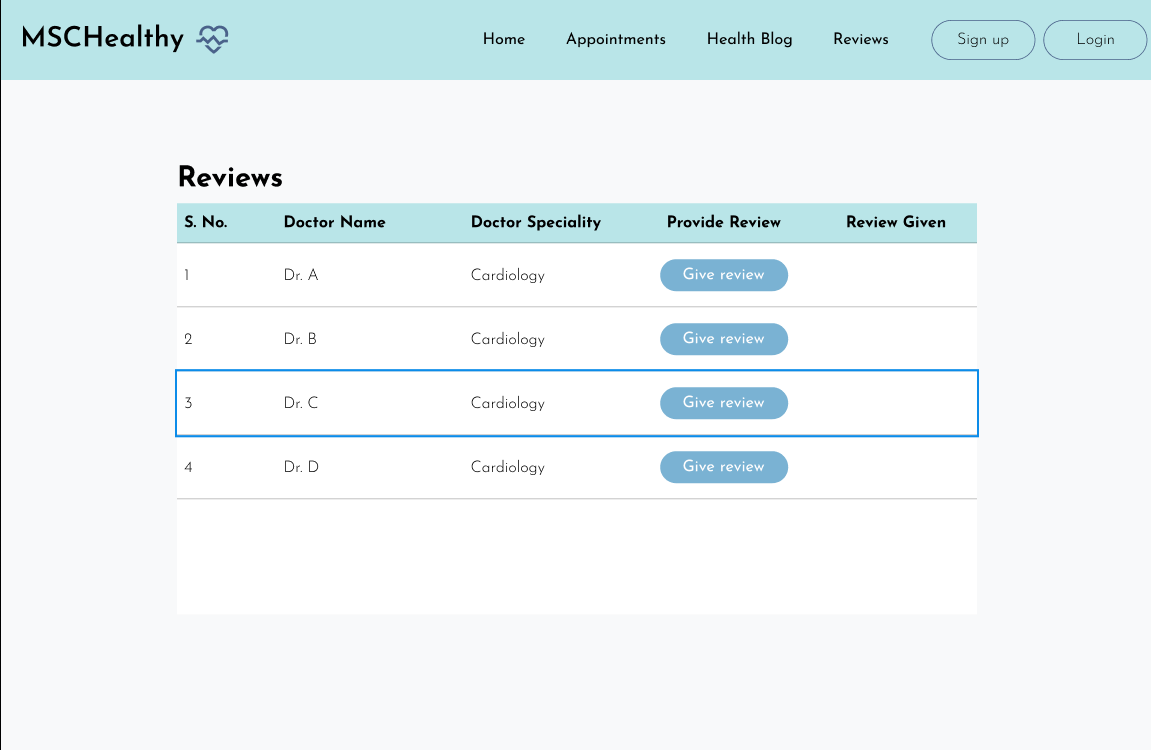 MSCHealthy Home Appointments Health Blog Reviews Sign up Login
Reviews
S. No. Doctor Name Doctor Speciality Provide Review Review Given
1 Dr. A Cardiology Give review
2 Dr. B Cardiology Give review
3 Dr. C Cardiology Give review
4 Dr. D Cardiology Give review